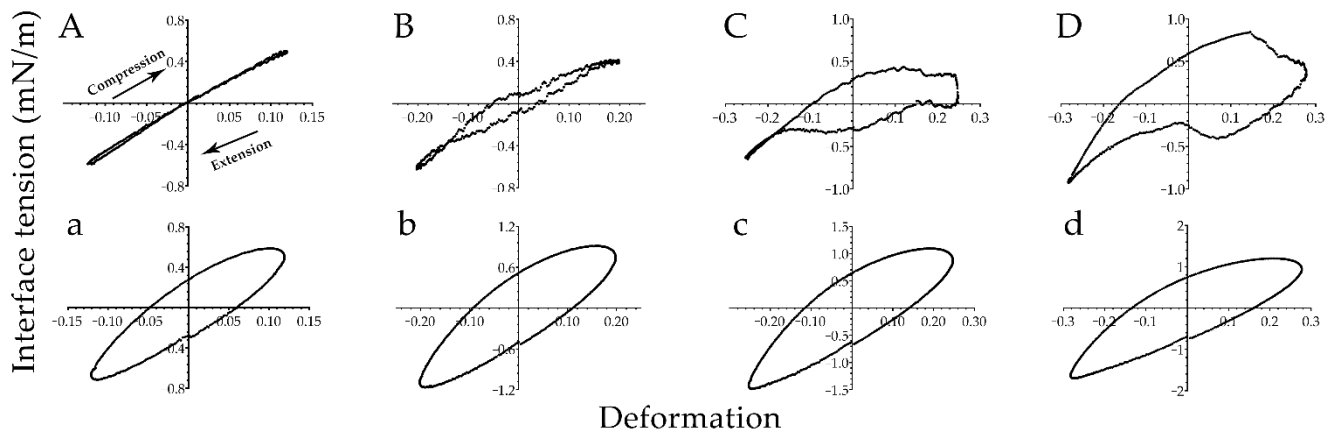 Interface tension (mN/m)
A
0.8
0.4
Compression
-0.10 -0.05 0.05 0.10 0.15
Extension
0.4
-0.8
B
0.8
0.4
-0.20 -0.10 0.10 0.20
-0.4
-0.8
C
1.0
0.5
-0.3 -0.2 -0.1 0.1 0.2 0.3
0.5
-1.0
D
1.0
0.5
-0.3 -0.2 -0.1 0.1 0.2 0.3
0.5
-1.0
a
0.8
0.4
-0.15 -0.10 -0.05 0.05 0.10 0.15
0.4
0.8
b
1.2
0.6
-0.20 -0.10 0.10 0.20
-0.6
-1.2
c
1.5
1.0
0.5
-0.20 -0.10 0.10 0.20 0.30
-0.5
-1.0
-1.5
d
2
1
-0.3 -0.2 -0.1 0.1 0.2 0.3
-1
-2
Deformation